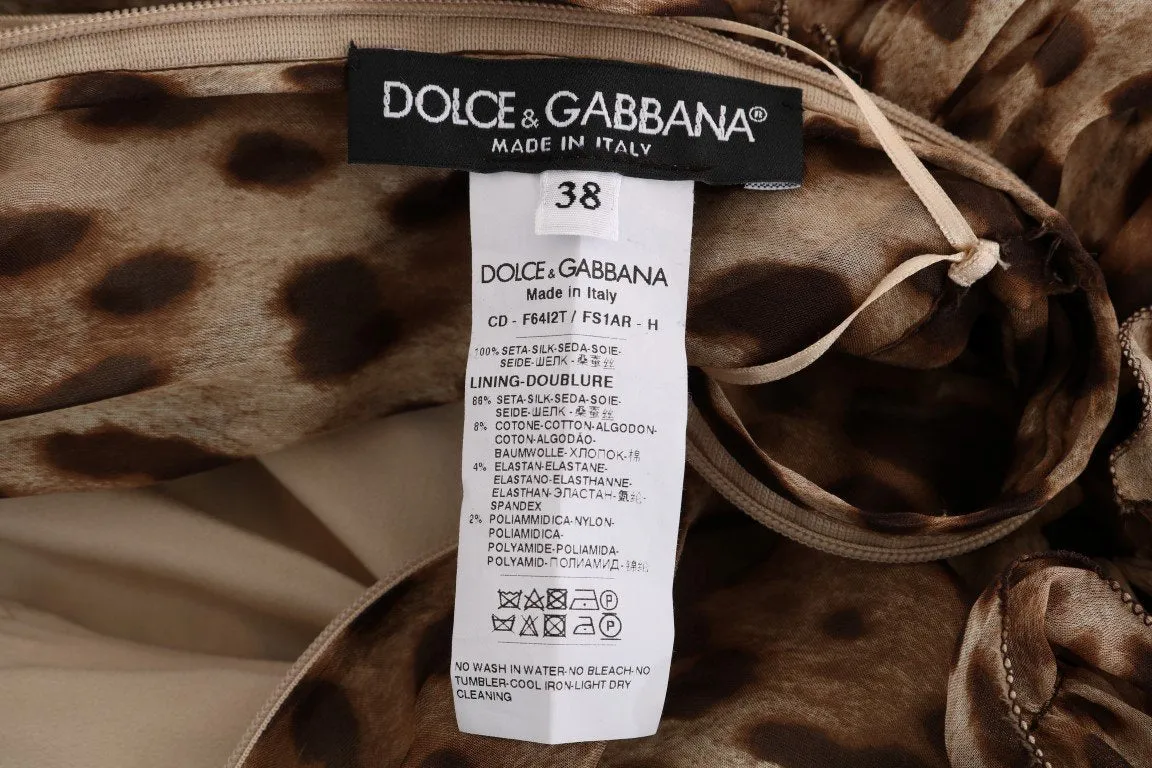 DOLCE & GABBANA®
MADE IN ITALY
38
DOLCE & GABBANA
Made in Italy
CD - F64I2T / FS1AR - H
100% SETA-SILK-SEDA-SOIE-
SEIDE-ШЕЛК - 桑蚕丝
LINING-DOUBLURE
86% SETA-SILK-SEDA-SOIE-
SEIDE-ШЕЛК - 桑蚕丝
8% COTONE-COTTON-ALGODON-
COTON-ALGODÃO-
BAUMWOLLE-ХЛОПОК-棉
4% ELASTAN-ELASTANE-
ELASTANO-ELASTHANNE-
ELASTHAN-ЭЛАСТАН-氨纶-
SPANDEX
2% POLIAMMIDICA-NYLON-
POLIAMIDICA-
POLYAMIDE-POLIAMIDA-
POLYAMID-ПОЛИАМИД-锦纶
P
P
NO WASH IN WATER-NO BLEACH-NO
TUMBLER-COOL IRON-LIGHT DRY
CLEANING